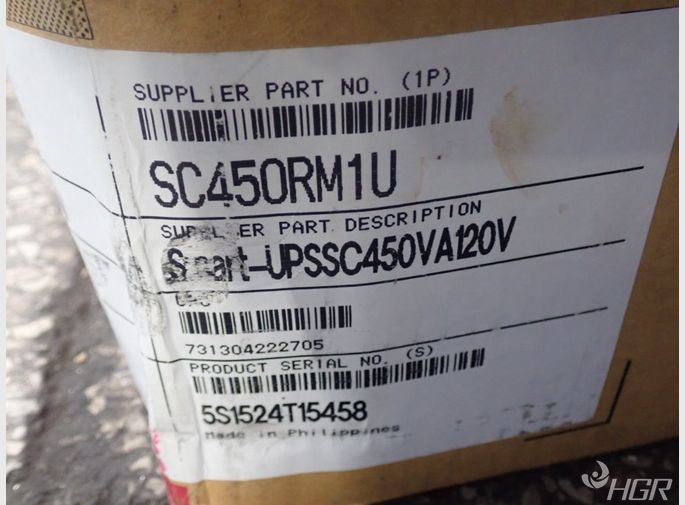 SUPPLIER PART NO. (1P)
SC450RM1U
SUPPLIER PART DESCRIPTION
Smart-UPSSC450VA120V
UPC
731304222705
PRODUCT SERIAL NO. (S)
5S1524T15458
Made in Philippines
HGR